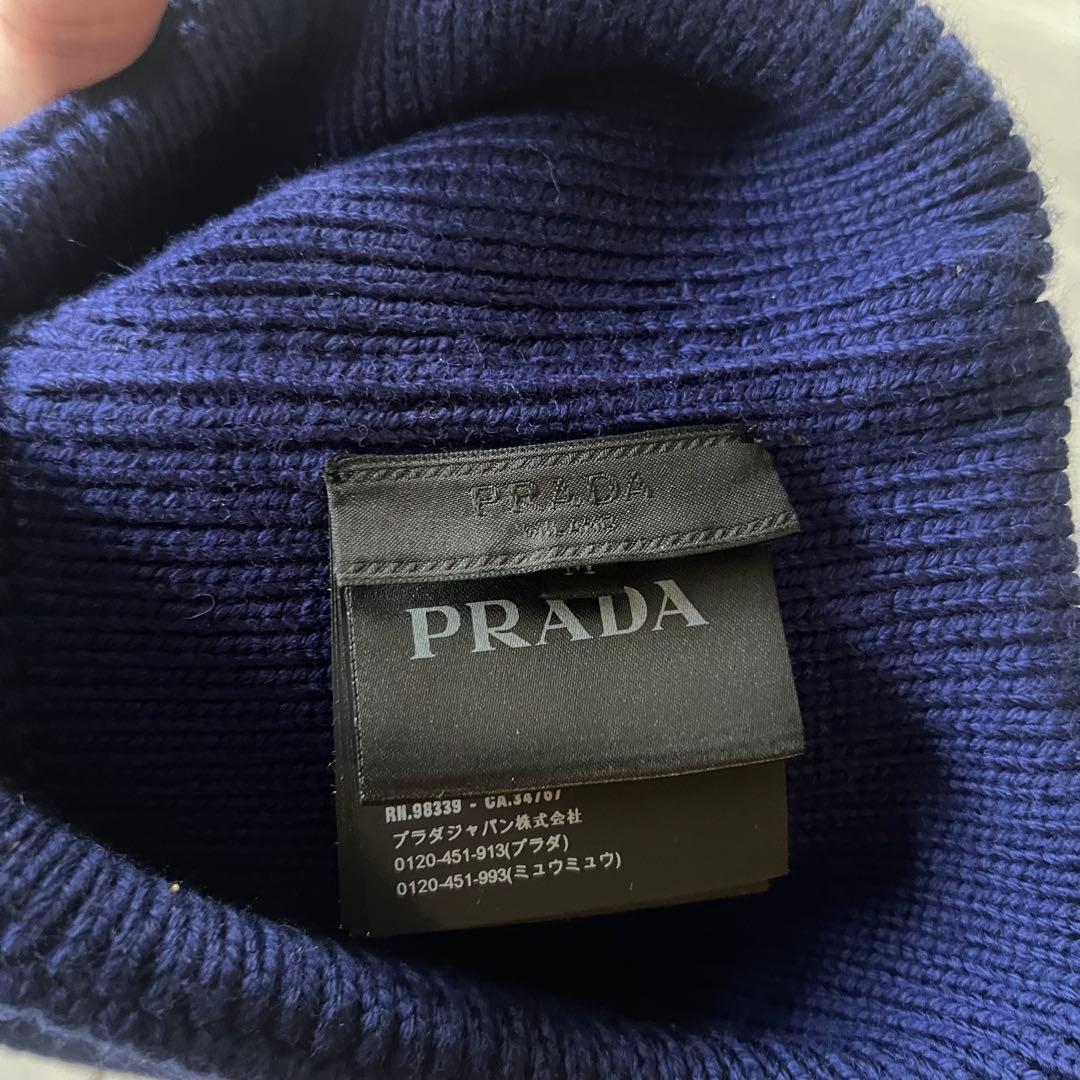 PRADA
MILANO
M
PRADA
RN.98339 - CA.34767
プラダジャパン株式会社
0120-451-913(プラダ)
0120-451-993(ミュウミュウ)